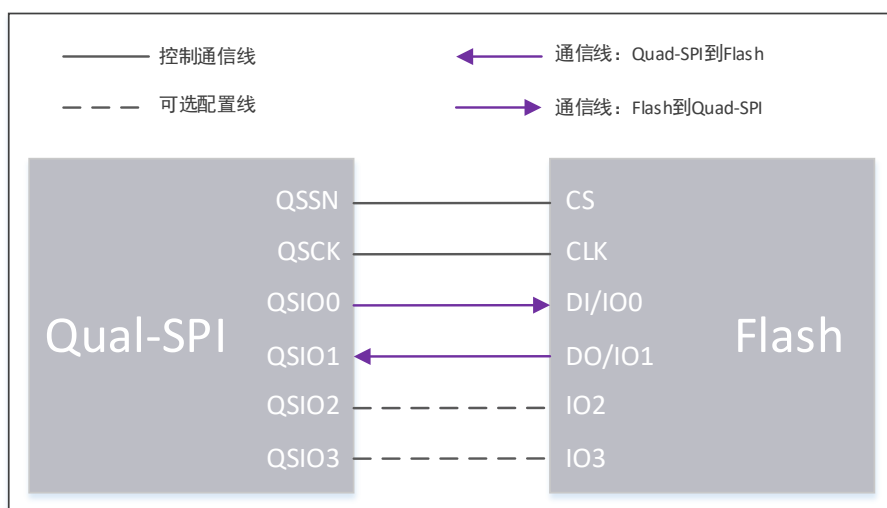 控制通信线
通信线：Quad-SPI到Flash
可选配置线
通信线：Flash到Quad-SPI
QSSN
CS
QSCK
CLK
QSIO0
DI/IO0
Qual-SPI
Flash
QSIO1
DO/IO1
QSIO2
IO2
QSIO3
IO3